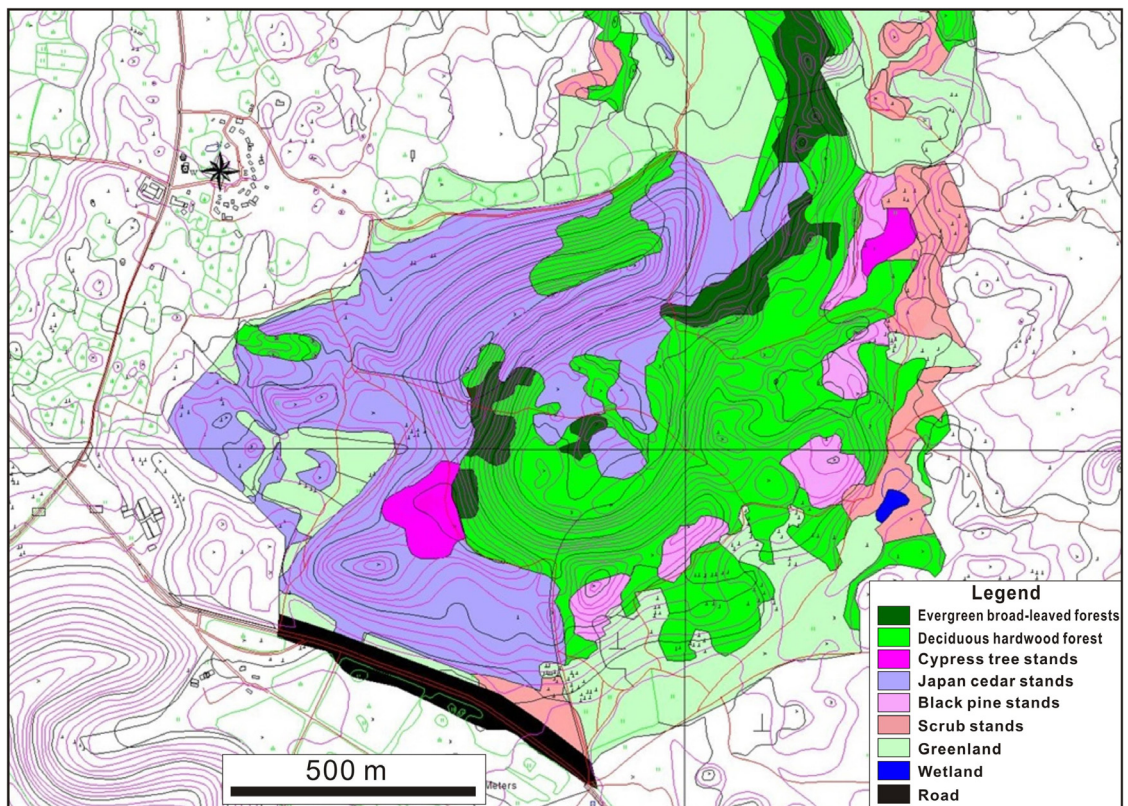 Legend
Evergreen broad-leaved forests
Deciduous hardwood forest
Cypress tree stands
Japan cedar stands
Black pine stands
Scrub stands
Greenland
Wetland
Road
500 m
Meters